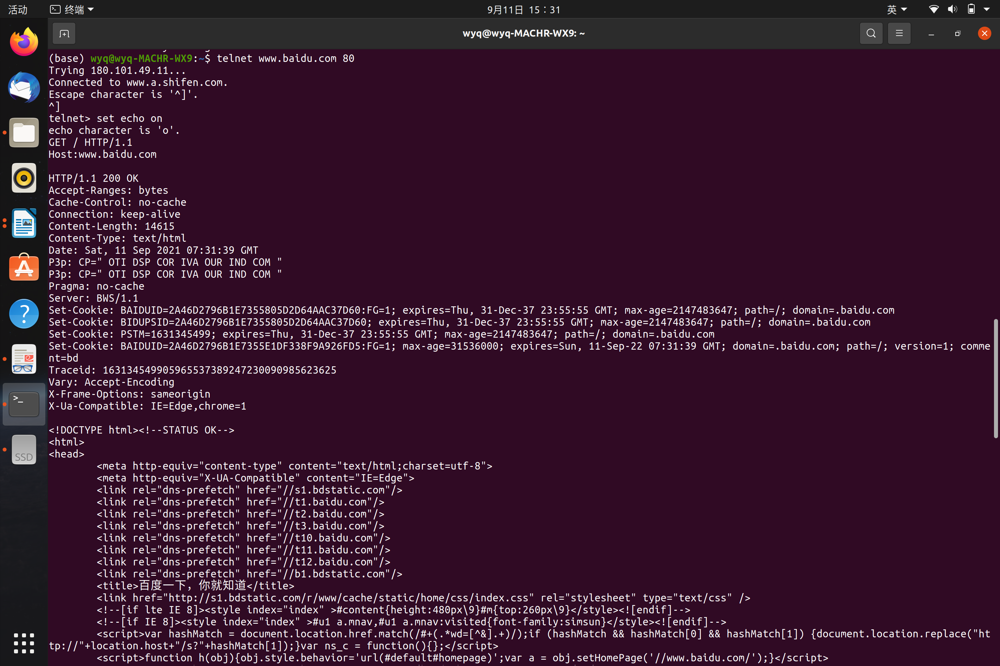 活动
终端
9月11日 15：31
英
wyq@wyq-MACHR-WX9: ~
(base) wyq@wyq-MACHR-WX9:~$ telnet www.baidu.com 80
Trying 180.101.49.11...
Connected to www.a.shifen.com.
Escape character is '^]'.
^]
telnet> set echo on
echo character is 'o'.
GET / HTTP/1.1
Host:www.baidu.com
HTTP/1.1 200 OK
Accept-Ranges: bytes
Cache-Control: no-cache
Connection: keep-alive
Content-Length: 14615
Content-Type: text/html
Date: Sat, 11 Sep 2021 07:31:39 GMT
P3p: CP=" OTI DSP COR IVA OUR IND COM "
P3p: CP=" OTI DSP COR IVA OUR IND COM "
Pragma: no-cache
Server: BWS/1.1
Set-Cookie: BAIDUID=2A46D2796B1E7355805D2D64AAC37D60:FG=1; expires=Thu, 31-Dec-37 23:55:55 GMT; max-age=2147483647; path=/; domain=.baidu.com
Set-Cookie: BIDUPSID=2A46D2796B1E7355805D2D64AAC37D60; expires=Thu, 31-Dec-37 23:55:55 GMT; max-age=2147483647; path=/; domain=.baidu.com
Set-Cookie: PSTM=1631345499; expires=Thu, 31-Dec-37 23:55:55 GMT; max-age=2147483647; path=/; domain=.baidu.com
Set-Cookie: BAIDUID=2A46D2796B1E7355E1DF338F9A926FD5:FG=1; max-age=31536000; expires=Sun, 11-Sep-22 07:31:39 GMT; domain=.baidu.com; path=/; version=1; comme
nt=bd
Traceid: 163134549905965537389247230090985623625
Vary: Accept-Encoding
X-Frame-Options: sameorigin
X-Ua-Compatible: IE=Edge,chrome=1
<!DOCTYPE html><!--STATUS OK-->
<html>
<head>
<meta http-equiv="content-type" content="text/html;charset=utf-8">
<meta http-equiv="X-UA-Compatible" content="IE=Edge">
<link rel="dns-prefetch" href="//s1.bdstatic.com"/>
<link rel="dns-prefetch" href="//t1.baidu.com"/>
<link rel="dns-prefetch" href="//t2.baidu.com"/>
<link rel="dns-prefetch" href="//t3.baidu.com"/>
<link rel="dns-prefetch" href="//t10.baidu.com"/>
<link rel="dns-prefetch" href="//t11.baidu.com"/>
<link rel="dns-prefetch" href="//t12.baidu.com"/>
<link rel="dns-prefetch" href="//b1.bdstatic.com"/>
<title>百度一下，你就知道</title>
<link href="http://s1.bdstatic.com/r/www/cache/static/home/css/index.css" rel="stylesheet" type="text/css" />
<!--[if lte IE 8]><style index="index" >#content{height:480px\9}#m{top:260px\9}</style><![endif]-->
<!--[if IE 8]><style index="index" >#u1 a.mnav,#u1 a.mnav:visited{font-family:simsun}</style><![endif]-->
<script>var hashMatch = document.location.href.match(/#+(.*wd=[^&].+)/);if (hashMatch && hashMatch[0] && hashMatch[1]) {document.location.replace("ht
tp://"+location.host+"/s?"+hashMatch[1]);}var ns_c = function(){};</script>
<script>function h(obj){obj.style.behavior='url(#default#homepage)';var a = obj.setHomePage('//www.baidu.com/');}</script>
SSD